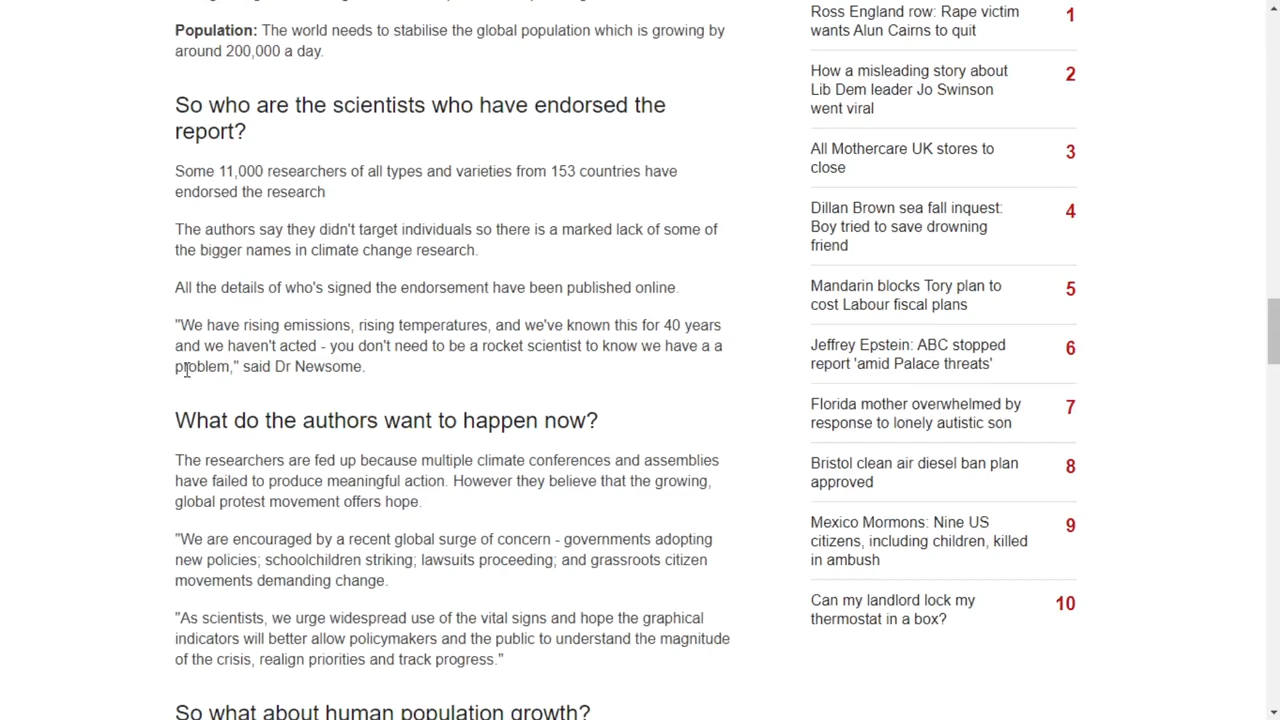 Population: The world needs to stabilise the global population which is growing by
around 200,000 a day.
So who are the scientists who have endorsed the
report?
Some 11,000 researchers of all types and varieties from 153 countries have
endorsed the research
The authors say they didn't target individuals so there is a marked lack of some of
the bigger names in climate change research.
All the details of who's signed the endorsement have been published online.
"We have rising emissions, rising temperatures, and we've known this for 40 years
and we haven't acted - you don't need to be a rocket scientist to know we have a a
problem," said Dr Newsome.
What do the authors want to happen now?
The researchers are fed up because multiple climate conferences and assemblies
have failed to produce meaningful action. However they believe that the growing,
global protest movement offers hope.
"We are encouraged by a recent global surge of concern - governments adopting
new policies; schoolchildren striking; lawsuits proceeding; and grassroots citizen
movements demanding change.
"As scientists, we urge widespread use of the vital signs and hope the graphical
indicators will better allow policymakers and the public to understand the magnitude
of the crisis, realign priorities and track progress."
So what about human population growth?
Ross England row: Rape victim
wants Alun Cairns to quit
1
How a misleading story about
Lib Dem leader Jo Swinson
went viral
2
All Mothercare UK stores to
close
3
Dillan Brown sea fall inquest:
Boy tried to save drowning
friend
4
Mandarin blocks Tory plan to
cost Labour fiscal plans
5
Jeffrey Epstein: ABC stopped
report 'amid Palace threats'
6
Florida mother overwhelmed by
response to lonely autistic son
7
Bristol clean air diesel ban plan
approved
8
Mexico Mormons: Nine US
citizens, including children, killed
in ambush
9
Can my landlord lock my
thermostat in a box?
10